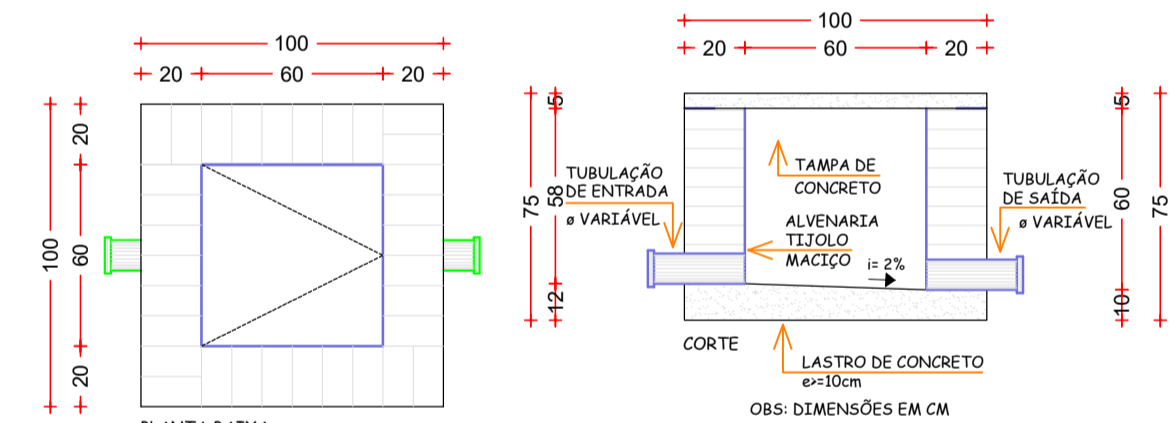 100
20 60 20
20
60
20
100
100
20 60 20
5
58
12
75
TUBULAÇÃO
DE ENTRADA
ø VARIÁVEL
TAMPA DE
CONCRETO
ALVENARIA
TIJOLO
MACIÇO
i= 2%
TUBULAÇÃO
DE SAÍDA
ø VARIÁVEL
5
60
10
75
CORTE
LASTRO DE CONCRETO
e>=10cm
OBS: DIMENSÕES EM CM